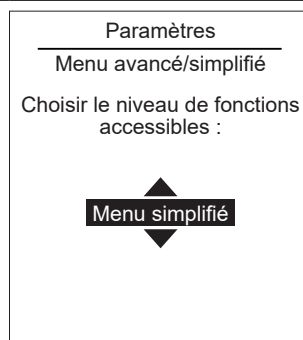 Paramètres
Menu avancé/simplifié
Choisir le niveau de fonctions
accessibles :
Menu simplifié